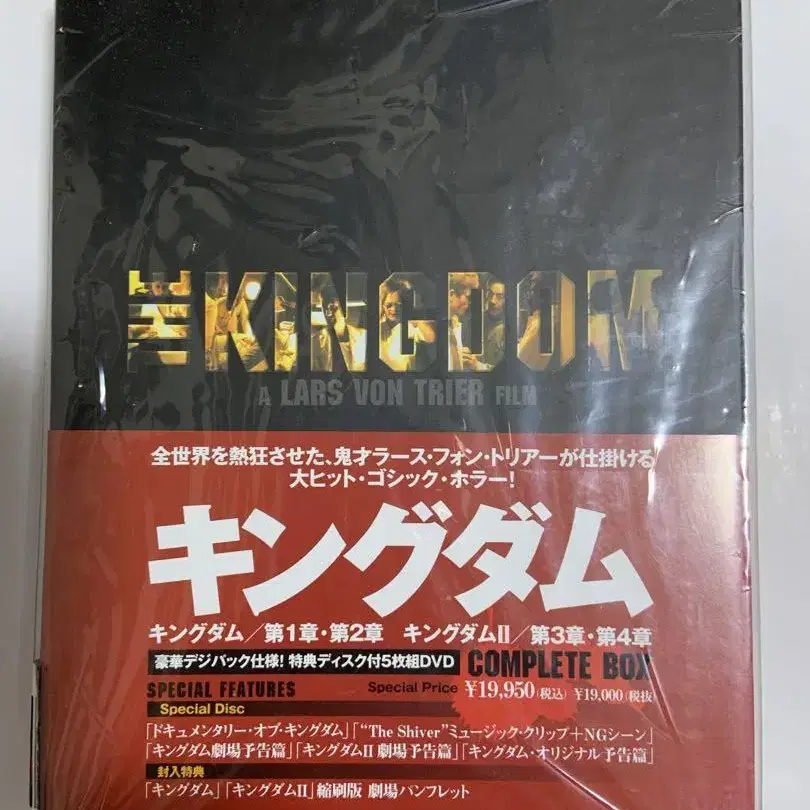 THE KINGDOM
A LARS VON TRIER FILM
全世界を熱狂させた、鬼才ラース・フォン・トリアーが仕掛ける
大ヒット・ゴシック・ホラー!
キングダム
キングダム/第1章・第2章 キングダムII/第3章・第4章
豪華デジパック仕様! 特典ディスク付5枚組DVD COMPLETE BOX
SPECIAL FEATURES Special Price ¥19,950(税込) ¥19,000(税抜)
Special Disc
「ドキュメンタリー・オブ・キングダム」「“The Shiver”ミュージック・クリップ+NGシーン」
「キングダム劇場予告篇」「キングダムII 劇場予告篇」「キングダム・オリジナル予告篇」
封入特典
「キングダム」「キングダムII」縮刷版 劇場パンフレット